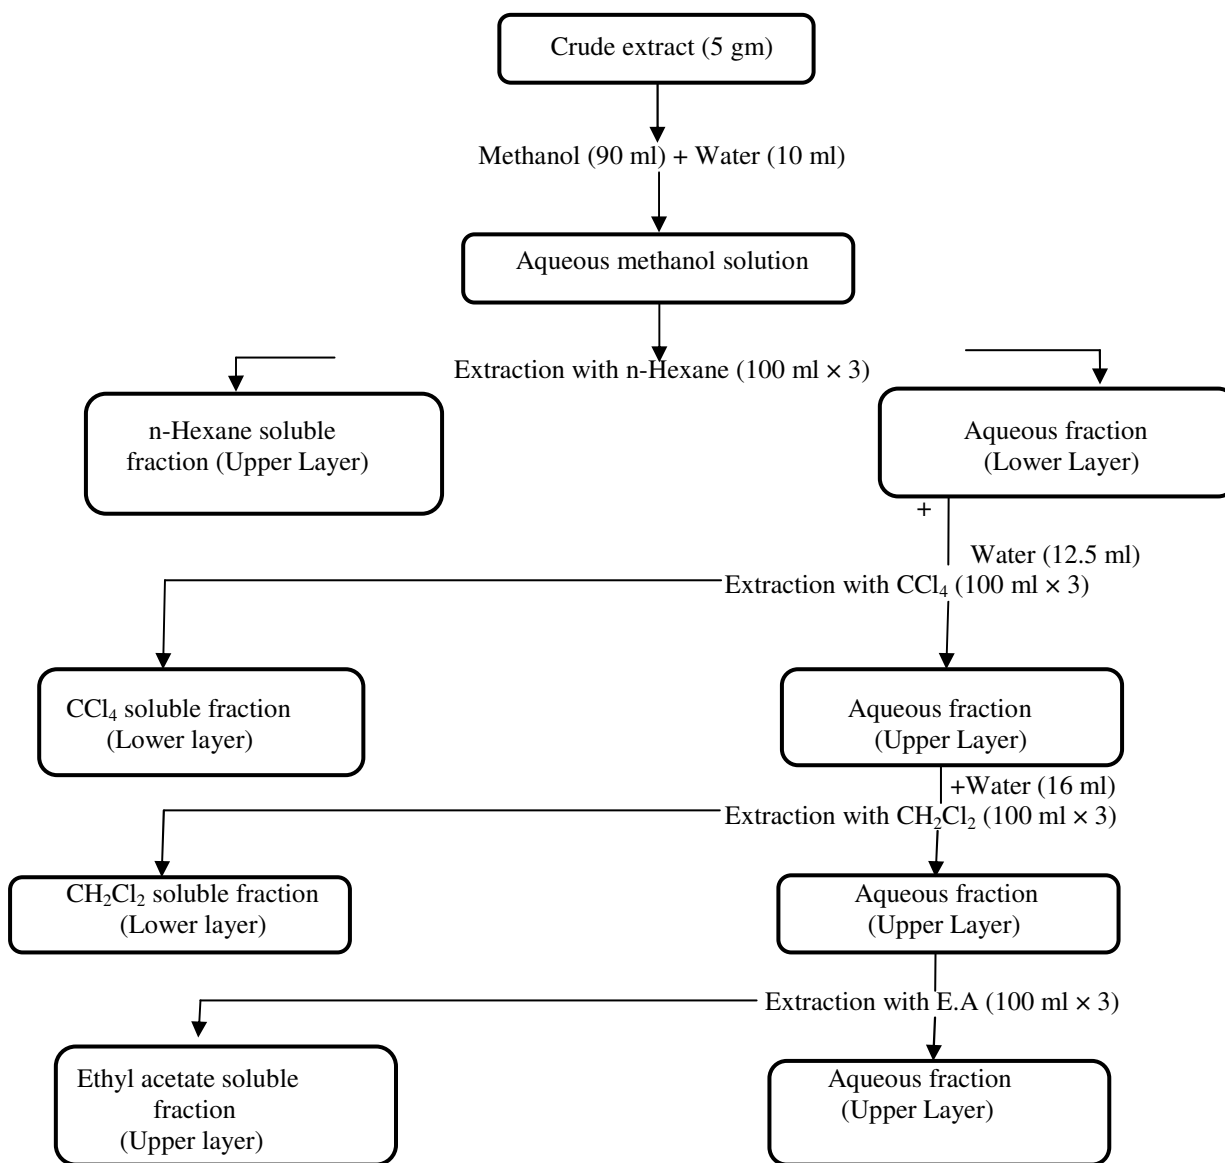 Crude extract (5 gm)
Methanol (90 ml) + Water (10 ml)
Aqueous methanol solution
Extraction with n-Hexane (100 ml × 3)
n-Hexane soluble
fraction (Upper Layer)
Aqueous fraction
(Lower Layer)
+
Water (12.5 ml)
Extraction with CCl₄ (100 ml × 3)
CCl₄ soluble fraction
(Lower layer)
Aqueous fraction
(Upper Layer)
+Water (16 ml)
Extraction with CH₂Cl₂ (100 ml × 3)
CH₂Cl₂ soluble fraction
(Lower layer)
Aqueous fraction
(Upper Layer)
Extraction with E.A (100 ml × 3)
Ethyl acetate soluble
fraction
(Upper layer)
Aqueous fraction
(Upper Layer)